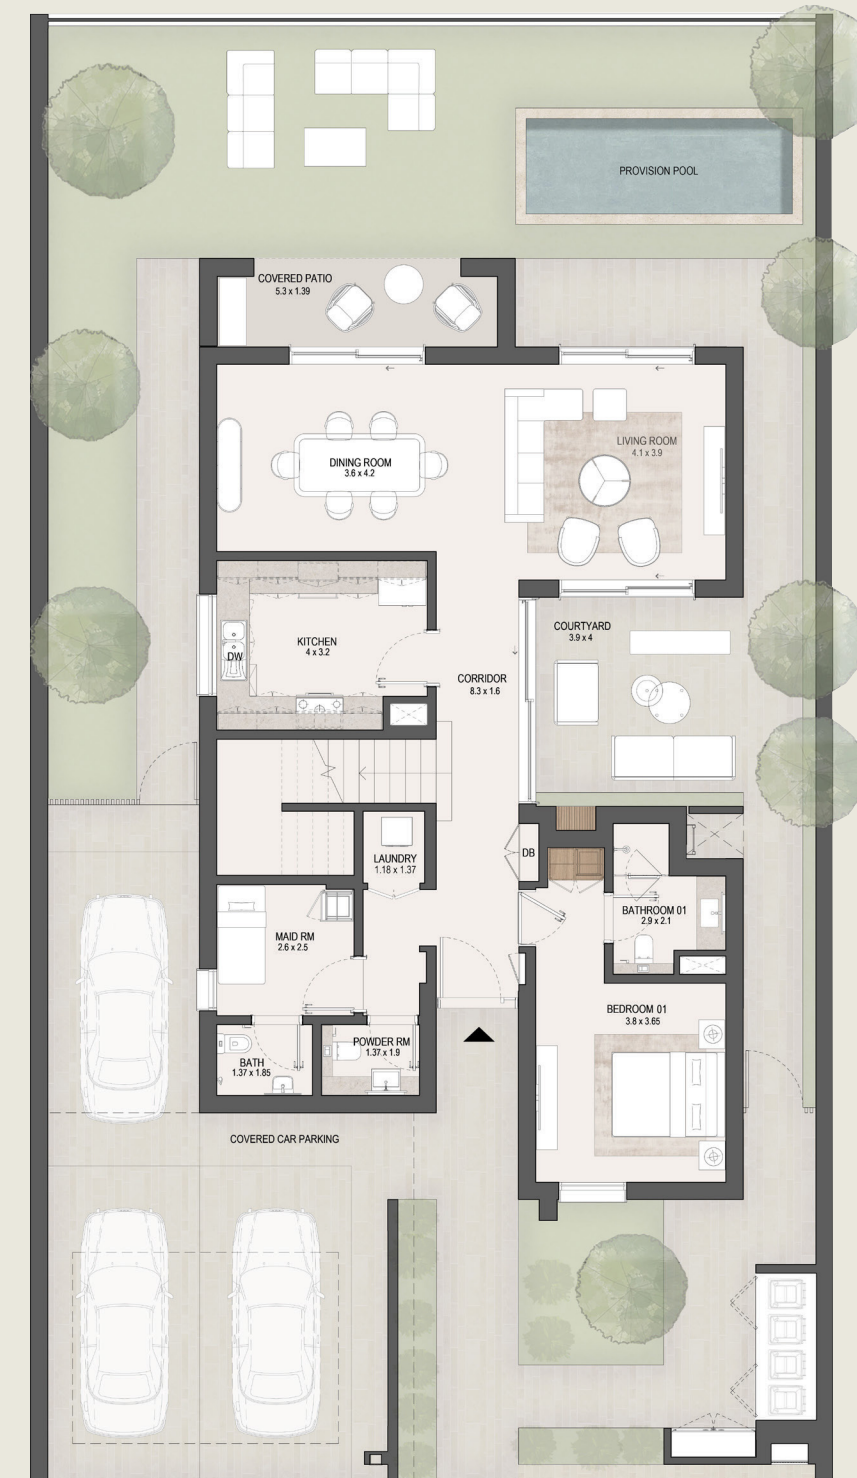 PROVISION POOL
COVERED PATIO
5.3 x 1.39
LIVING ROOM
4.1 x 3.9
DINING ROOM
3.6 x 4.2
COURTYARD
3.9 x 4
KITCHEN
4 x 3.2
DW
CORRIDOR
8.3 x 1.6
LAUNDRY
1.18 x 1.37
DB
BATHROOM 01
2.9 x 2.1
MAID RM
2.6 x 2.5
BEDROOM 01
3.8 x 3.65
POWDER RM
1.37 x 1.9
BATH
1.37 x 1.85
COVERED CAR PARKING